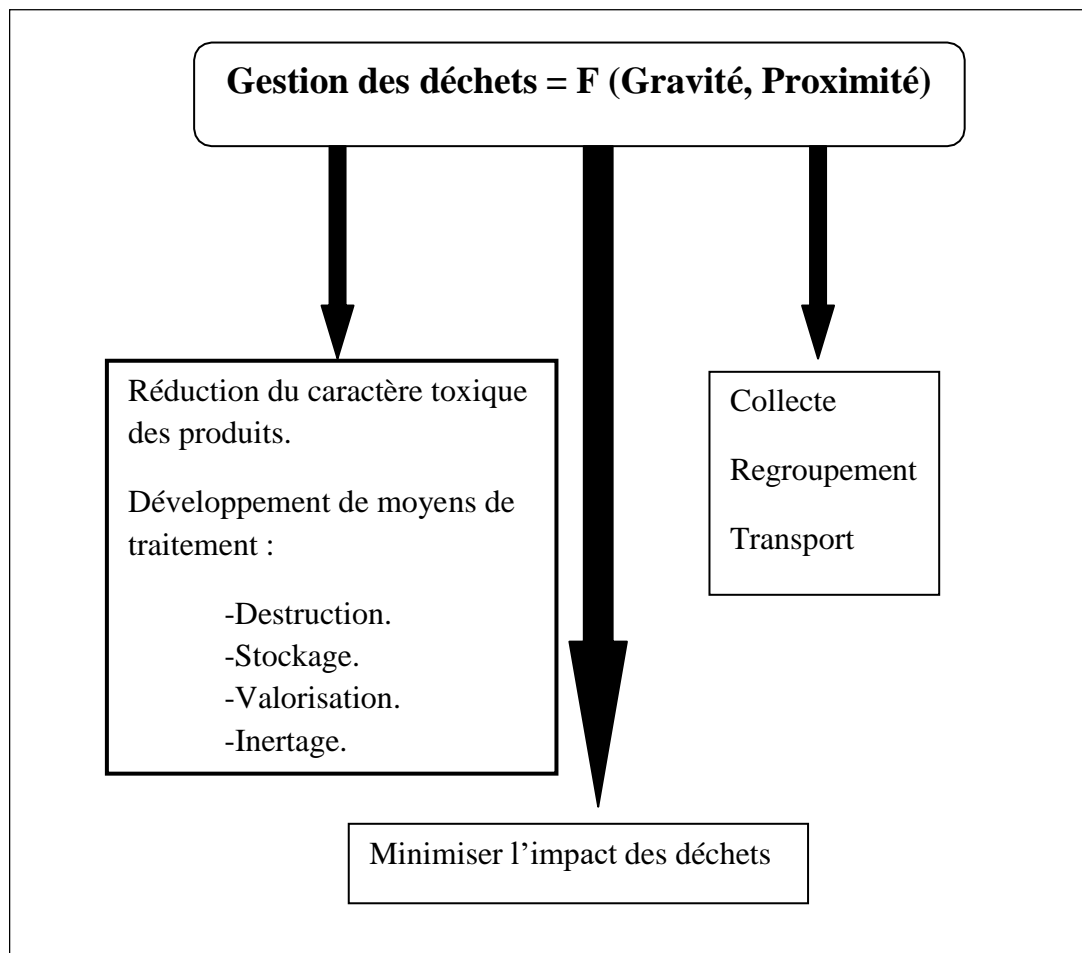 Gestion des déchets = F (Gravité, Proximité)
Réduction du caractère toxique
des produits.
Développement de moyens de
traitement :
-Destruction.
-Stockage.
-Valorisation.
-Inertage.
Collecte
Regroupement
Transport
Minimiser l’impact des déchets